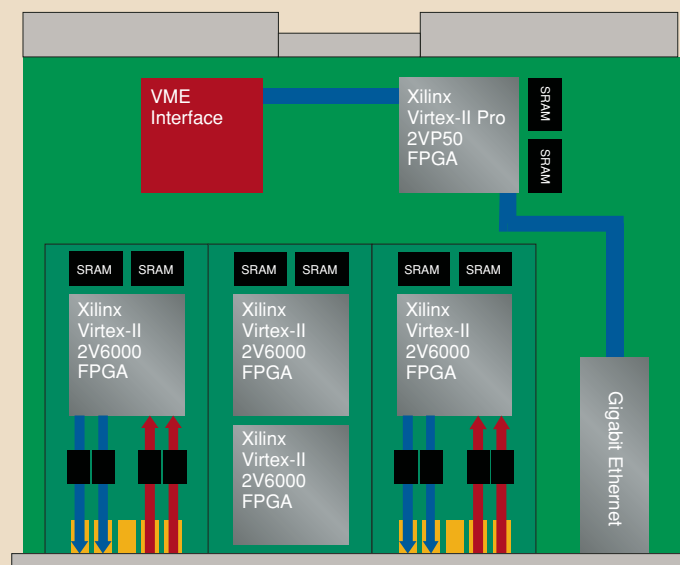 VME
Interface
Xilinx
Virtex-II Pro
2VP50
FPGA
SRAM
SRAM
SRAM
SRAM
SRAM
SRAM
SRAM
SRAM
Xilinx
Virtex-II
2V6000
FPGA
Xilinx
Virtex-II
2V6000
FPGA
Xilinx
Virtex-II
2V6000
FPGA
Xilinx
Virtex-II
2V6000
FPGA
Gigabit Ethernet